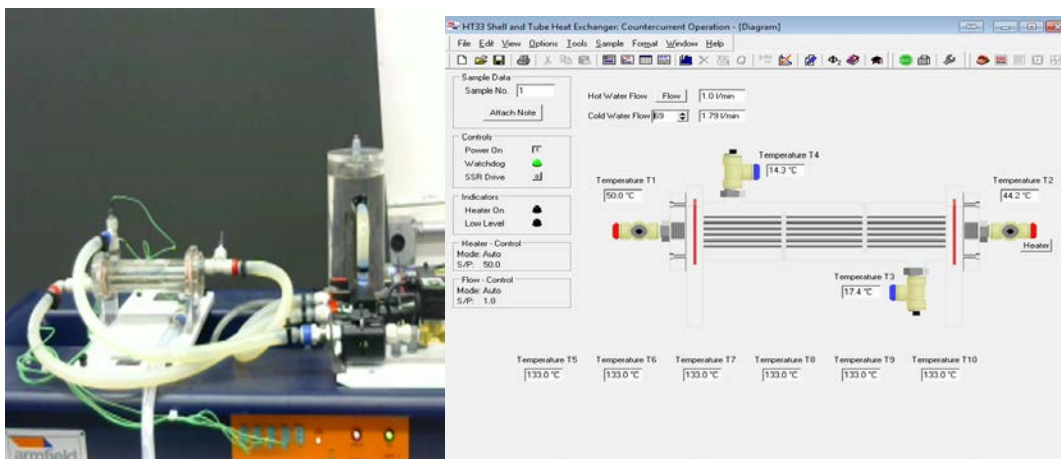 armfield
HT33 Shell and Tube Heat Exchanger: Countercurrent Operation - [Diagram]
File Edit View Options Tools Sample Format Window Help
Sample Data
Sample No. 1
Attach Note
Hot Water Flow Flow 1.0 l/min
Cold Water Flow 69 1.79 l/min
Controls
Power On 1
Watchdog
SSR Drive
Indicators
Heater On
Low Level
Heater - Control
Mode: Auto
S/P: 50.0
Flow - Control
Mode: Auto
S/P: 1.0
Temperature T4
14.3 °C
Temperature T1
50.0 °C
Temperature T2
44.2 °C
Heater
Temperature T3
17.4 °C
Temperature T5 Temperature T6 Temperature T7 Temperature T8 Temperature T9 Temperature T10
133.0 °C 133.0 °C 133.0 °C 133.0 °C 133.0 °C 133.0 °C